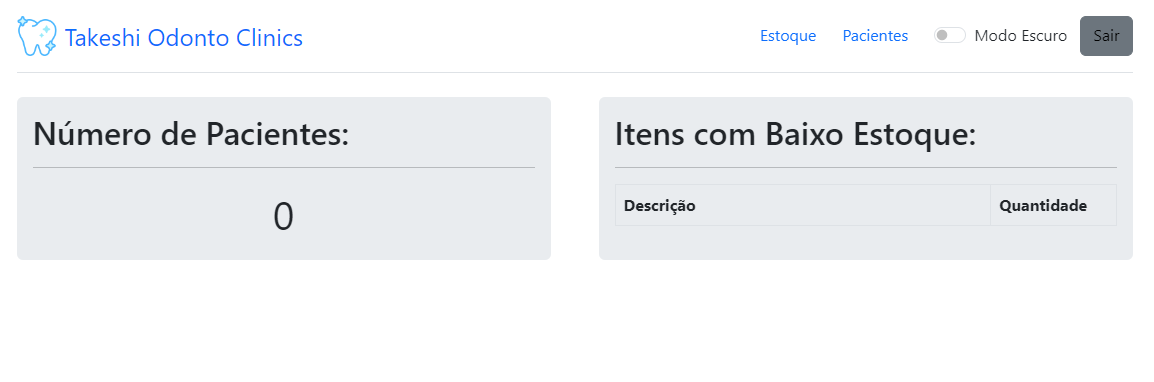 Takeshi Odonto Clinics
Estoque Pacientes Modo Escuro Sair
Número de Pacientes:
0
Itens com Baixo Estoque:
Descrição Quantidade